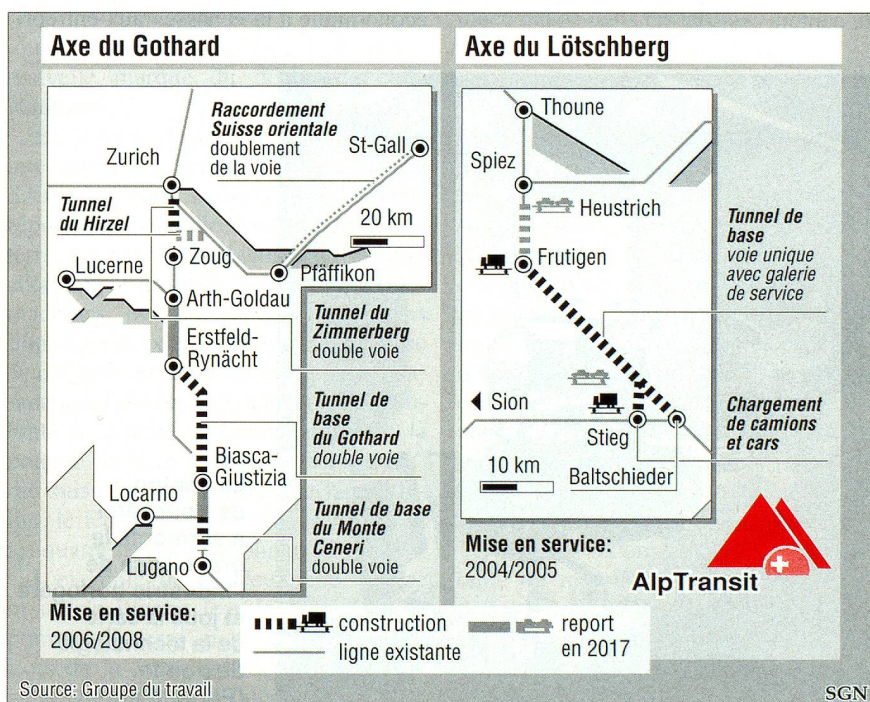 Axe du Gothard
Raccordement
Suisse orientale
doublement
de la voie
St-Gall
Zurich
20 km
Tunnel
du Hirzel
Zoug
Pfäffikon
Lucerne
Arth-Goldau
Tunnel du
Zimmerberg
double voie
Erstfeld-
Rynächt
Tunnel de
base
du Gothard
double voie
Biasca-
Giustizia
Locarno
Tunnel de base
du Monte
Ceneri
double voie
Lugano
Mise en service:
2006/2008
Axe du Lötschberg
Thoune
Spiez
Heustrich
Tunnel de
base
voie unique
avec galerie
de service
Frutigen
Sion
Stieg
Chargement
de camions
et cars
10 km
Baltschieder
Mise en service:
2004/2005
AlpTransit
construction
ligne existante
report
en 2017
Source: Groupe du travail
SGN